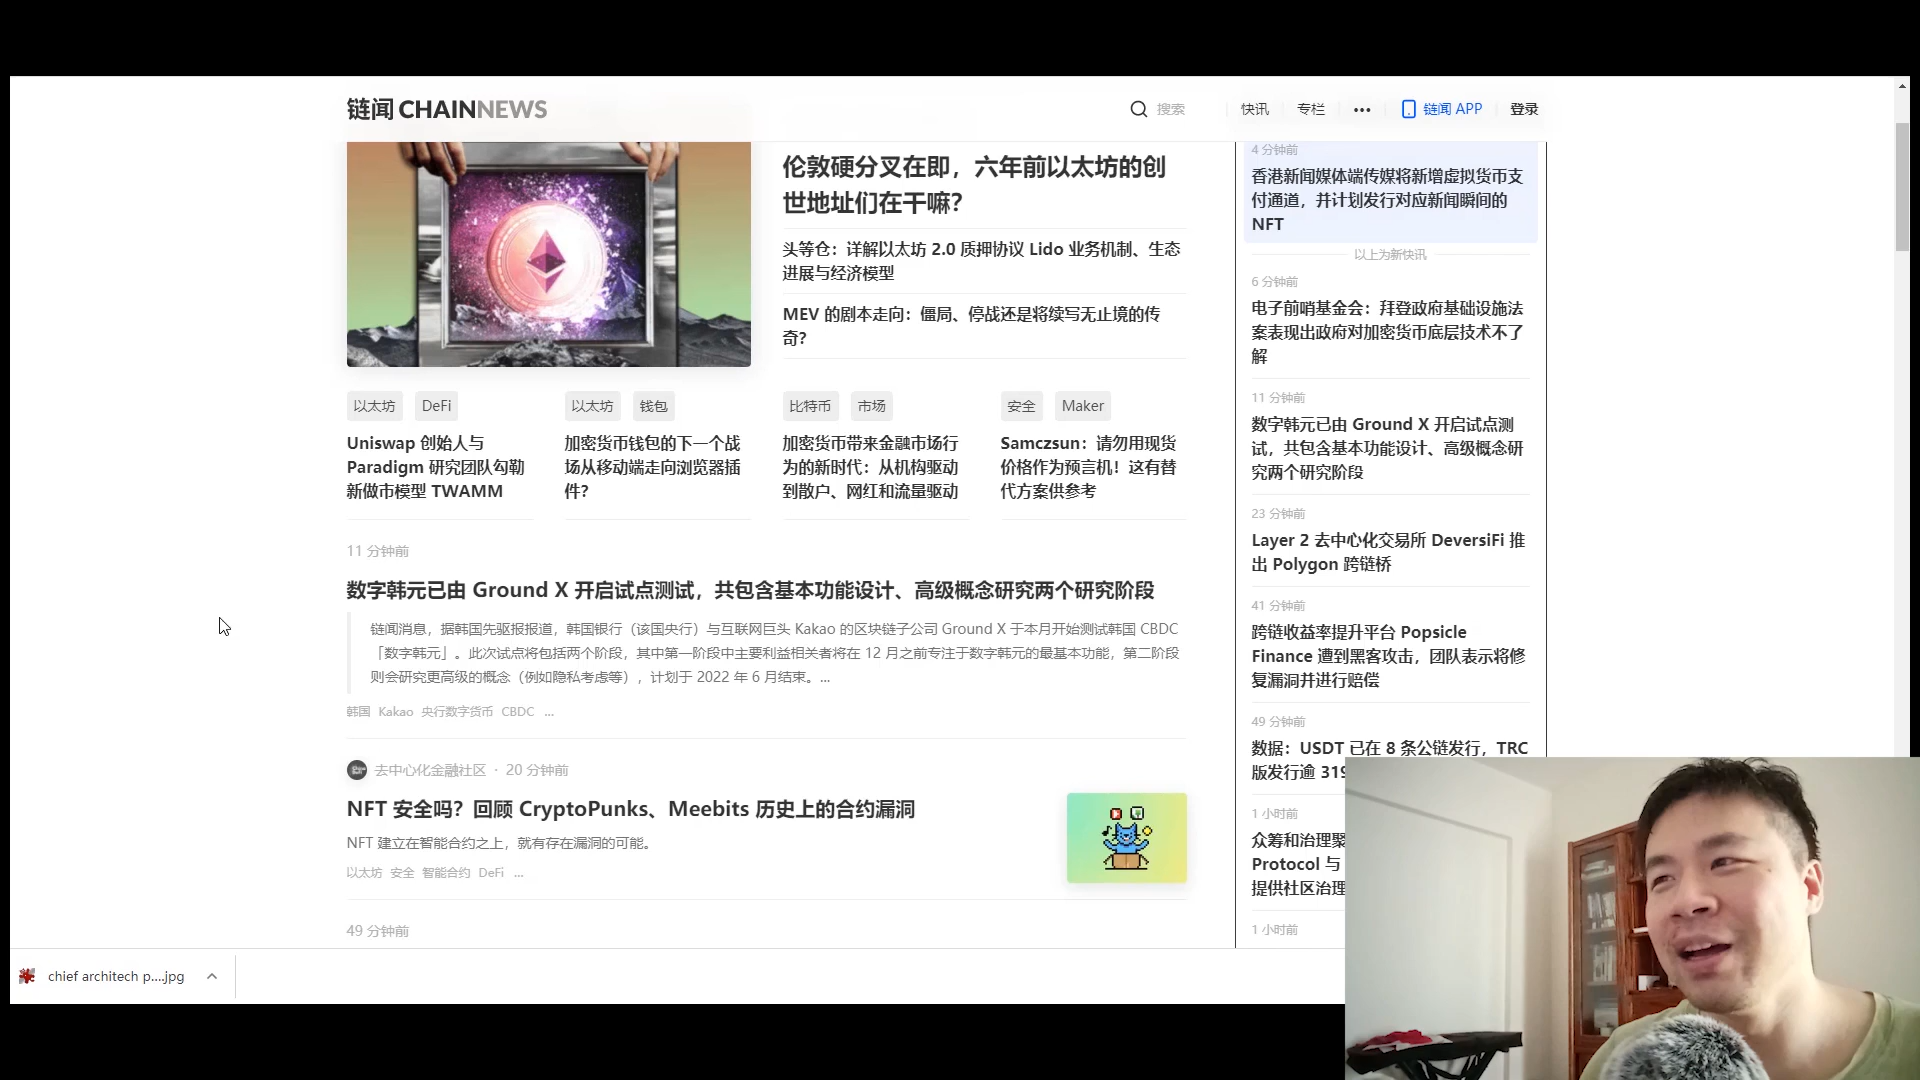 链闻 CHAINNEWS
搜索
快讯
专栏
•••
链闻 APP
登录
伦敦硬分叉在即，六年前以太坊的创
世地址们在干嘛？
头等仓：详解以太坊 2.0 质押协议 Lido 业务机制、生态
进展与经济模型
MEV 的剧本走向：僵局、停战还是将续写无止境的传
奇？
以太坊 DeFi
Uniswap 创始人与
Paradigm 研究团队勾勒
新做市模型 TWAMM
以太坊 钱包
加密货币钱包的下一个战
场从移动端走向浏览器插
件？
比特币 市场
加密货币带来金融市场行
为的新时代：从机构驱动
到散户、网红和流量驱动
安全 Maker
Samczsun：请勿用现货
价格作为预言机！这有替
代方案供参考
11 分钟前
数字韩元已由 Ground X 开启试点测试，共包含基本功能设计、高级概念研究两个研究阶段
链闻消息，据韩国先驱报报道，韩国银行（该国央行）与互联网巨头 Kakao 的区块链子公司 Ground X 于本月开始测试韩国 CBDC
「数字韩元」。此次试点将包括两个阶段，其中第一阶段中主要利益相关者将在 12 月之前专注于数字韩元的最基本功能，第二阶段
则会研究更高级的概念（例如隐私考虑等），计划于 2022 年 6 月结束。...
韩国 Kakao 央行数字货币 CBDC ...
去中心化金融社区 · 20 分钟前
NFT 安全吗？回顾 CryptoPunks、Meebits 历史上的合约漏洞
NFT 建立在智能合约之上，就有存在漏洞的可能。
以太坊 安全 智能合约 DeFi ...
49 分钟前
4 分钟前
香港新闻媒体端传媒将新增虚拟货币支
付通道，并计划发行对应新闻瞬间的
NFT
以上为新快讯
6 分钟前
电子前哨基金会：拜登政府基础设施法
案表现出政府对加密货币底层技术不了
解
11 分钟前
数字韩元已由 Ground X 开启试点测
试，共包含基本功能设计、高级概念研
究两个研究阶段
23 分钟前
Layer 2 去中心化交易所 DeversiFi 推
出 Polygon 跨链桥
41 分钟前
跨链收益率提升平台 Popsicle
Finance 遭到黑客攻击，团队表示将修
复漏洞并进行赔偿
49 分钟前
数据：USDT 已在 8 条公链发行，TRC
版发行逾 319
1 小时前
众筹和治理聚
Protocol 与
提供社区治理
1 小时前
chief architech p....jpg